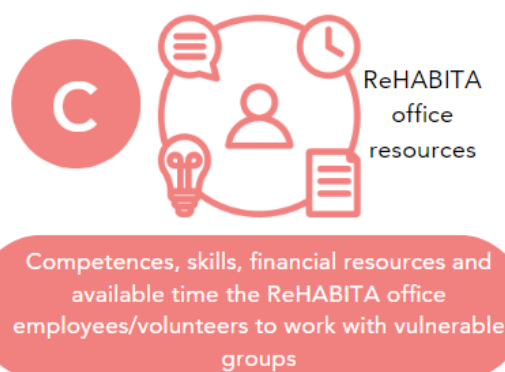 C
ReHABITA
office
resources
Competences, skills, financial resources and
available time the ReHABITA office
employees/volunteers to work with vulnerable
groups